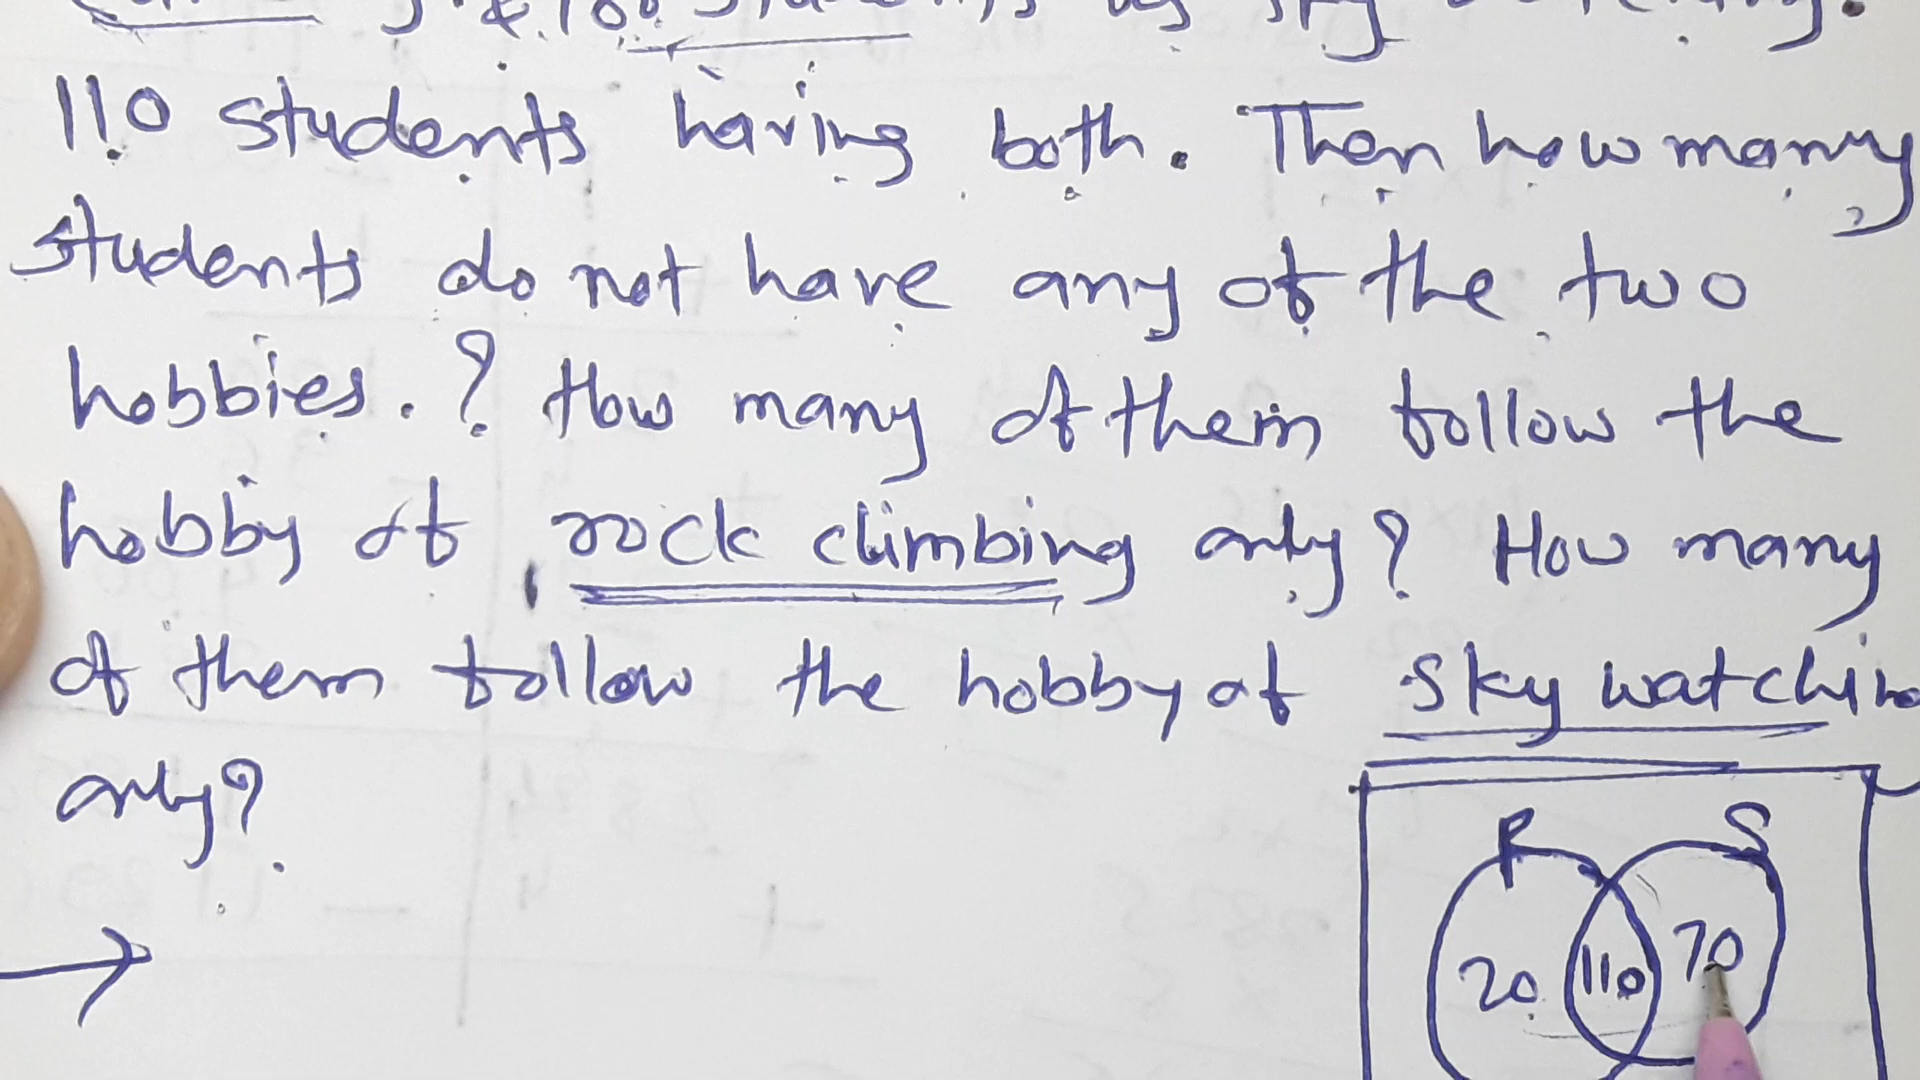 & 180 students
110 students having both. Then how many
students do not have any of the two
hobbies.? How many of them follow the
hobby of rock climbing only? How many
of them follow the hobby of sky watching
only?
R S
20 110 70